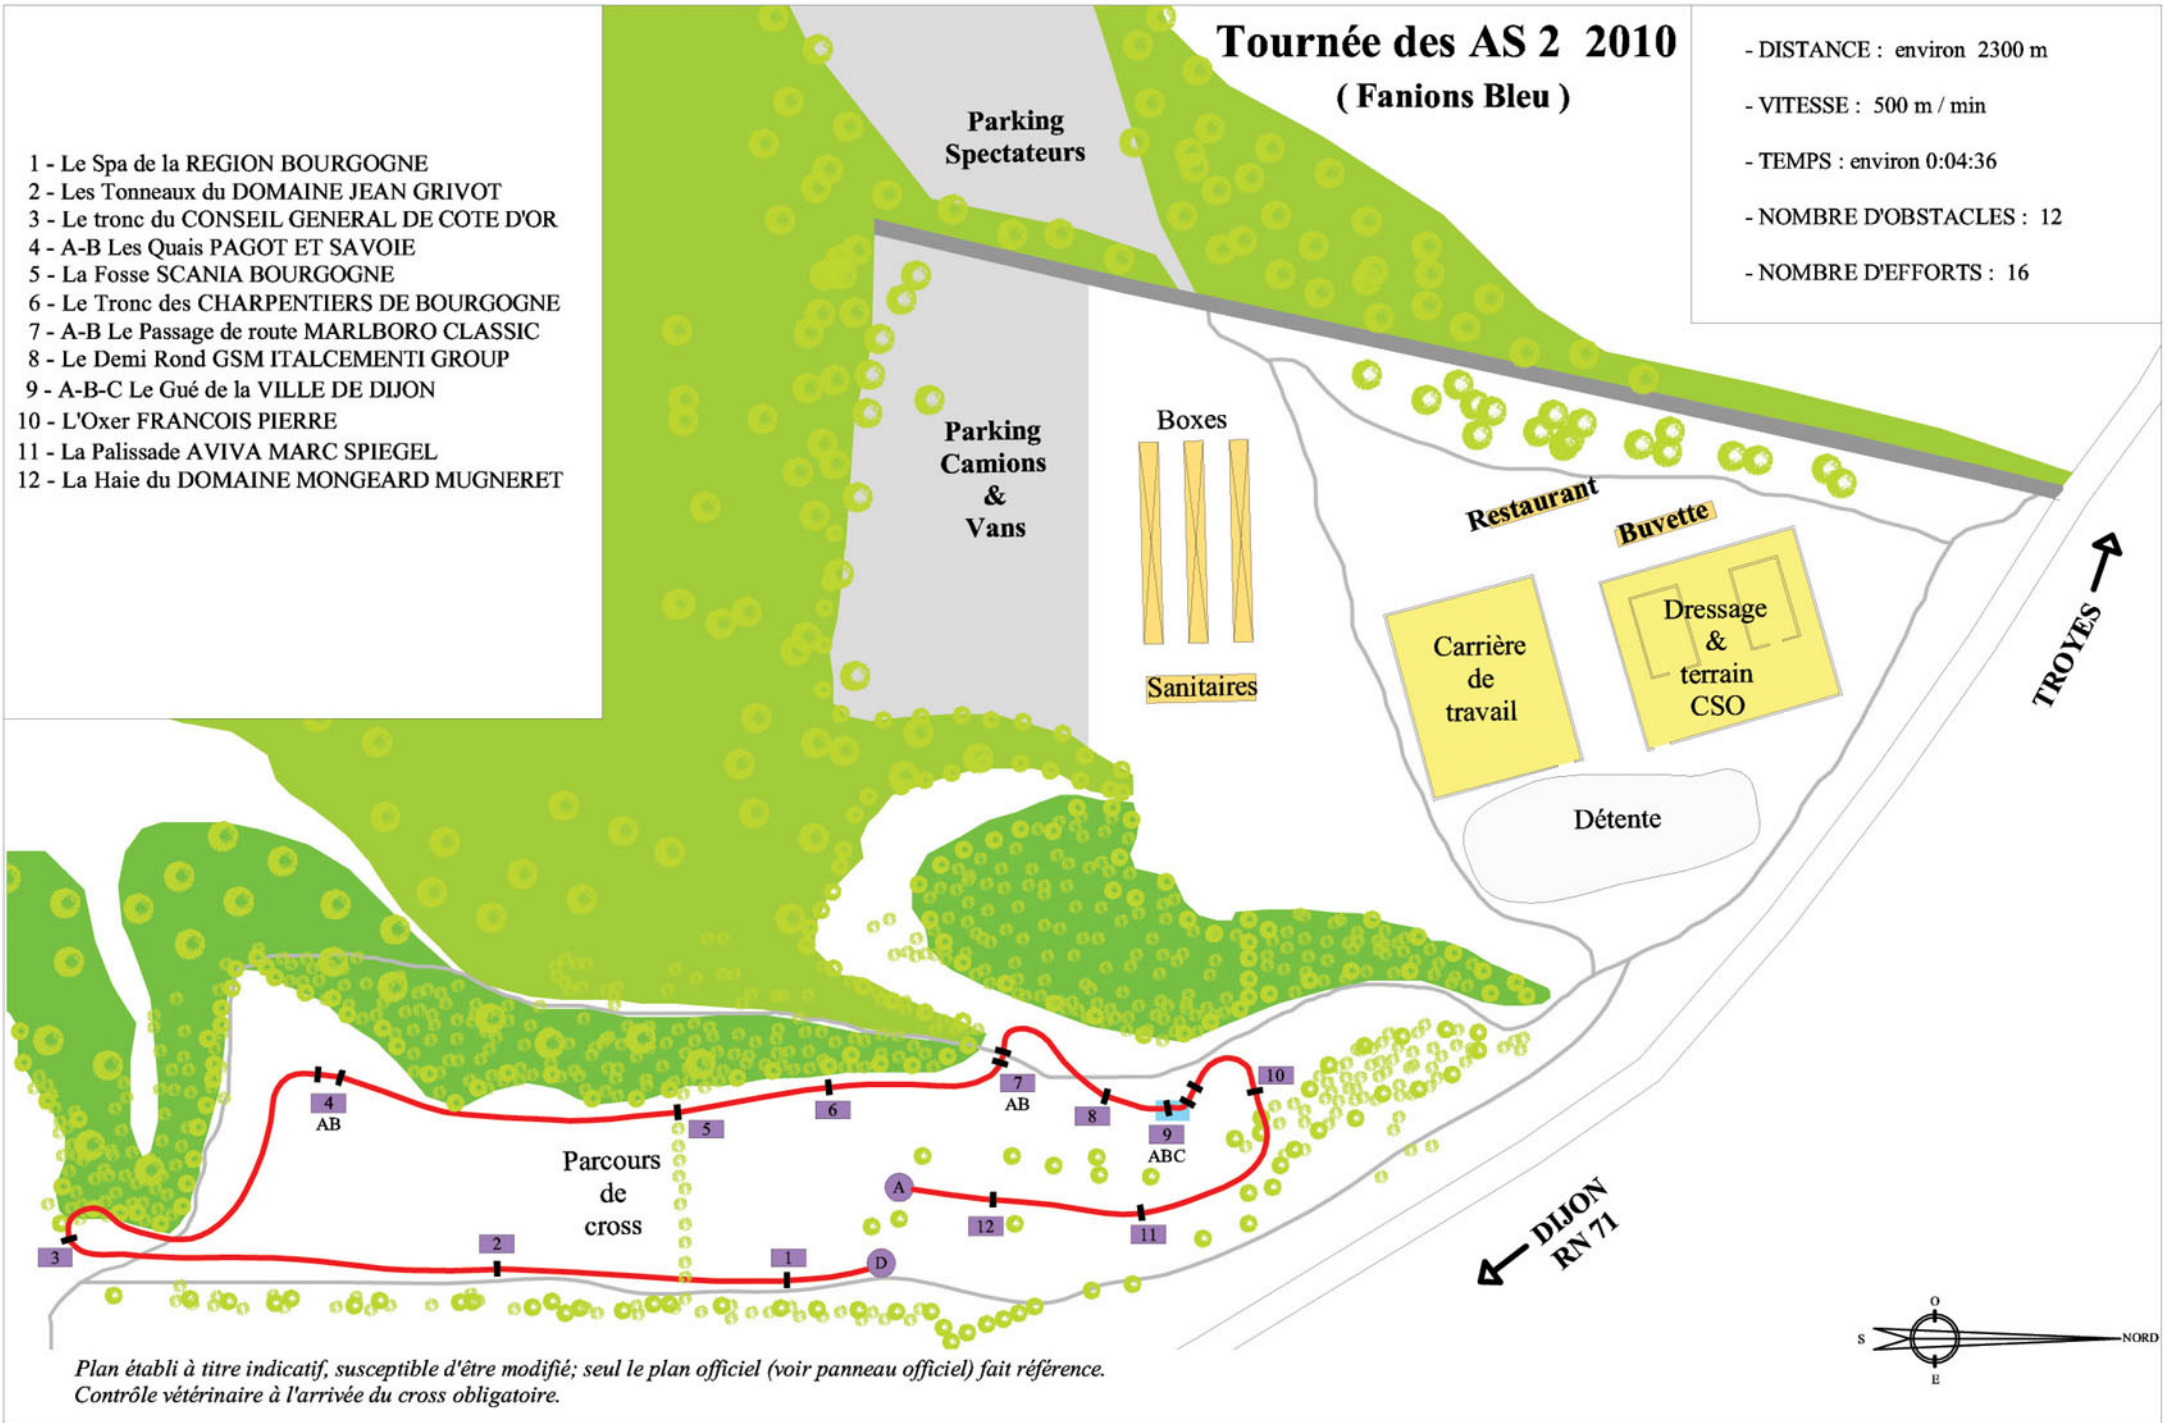 Tournée des AS 2 2010
( Fanions Bleu )
- DISTANCE : environ 2300 m
- VITESSE : 500 m / min
- TEMPS : environ 0:04:36
- NOMBRE D'OBSTACLES : 12
- NOMBRE D'EFFORTS : 16
1 - Le Spa de la REGION BOURGOGNE
2 - Les Tonneaux du DOMAINE JEAN GRIVOT
3 - Le tronc du CONSEIL GENERAL DE COTE D'OR
4 - A-B Les Quais PAGOT ET SAVOIE
5 - La Fosse SCANIA BOURGOGNE
6 - Le Tronc des CHARPENTIERS DE BOURGOGNE
7 - A-B Le Passage de route MARLBORO CLASSIC
8 - Le Demi Rond GSM ITALCEMENTI GROUP
9 - A-B-C Le Gué de la VILLE DE DIJON
10 - L'Oxer FRANCOIS PIERRE
11 - La Palissade AVIVA MARC SPIEGEL
12 - La Haie du DOMAINE MONGEARD MUGNERET
Parking
Spectateurs
Parking
Camions
&
Vans
Boxes
Sanitaires
Restaurant
Buvette
Carrière
de
travail
Dressage
&
terrain
CSO
Détente
TROYES
DIJON
RN 71
Parcours
de
cross
4
AB
5
6
7
AB
8
9
ABC
10
A
12
11
3
2
1
D
O
S
NORD
E
Plan établi à titre indicatif, susceptible d'être modifié; seul le plan officiel (voir panneau officiel) fait référence.
Contrôle vétérinaire à l'arrivée du cross obligatoire.